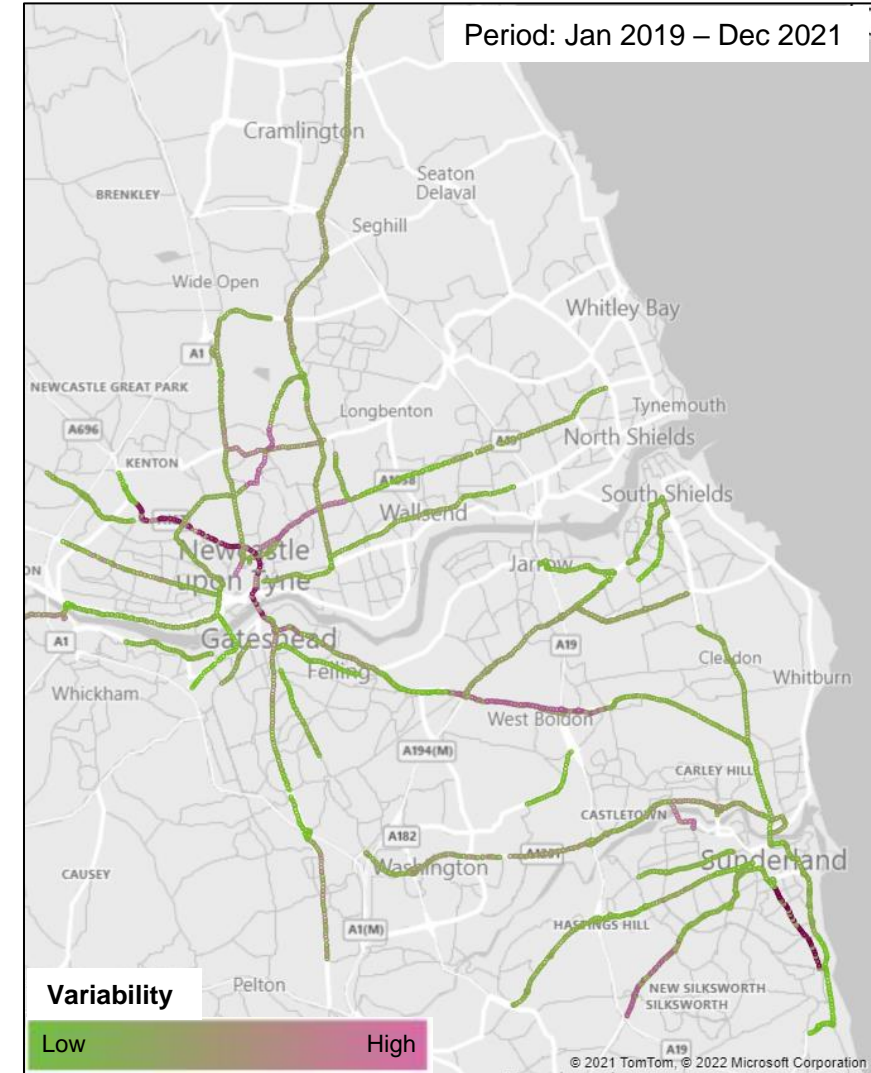 Period: Jan 2019 – Dec 2021
Cramlington
Seaton
Delaval
BRENKLEY
Seghill
Wide Open
Whitley Bay
A1
NEWCASTLE GREAT PARK
Longbenton
Tynemouth
A696
North Shields
KENTON
South Shields
Wallsend
Newcastle
upon Tyne
Jarrow
Gateshead
A1
A19
Felling
Cleadon
Whitburn
Whickham
West Boldon
A194(M)
CARLEY HILL
CASTLETOWN
A182
Washington
Sunderland
CAUSEY
HASTINGS HILL
A1(M)
Pelton
NEW SILKSWORTH
SILKSWORTH
Variability
Low
High
A19
© 2021 TomTom, © 2022 Microsoft Corporation